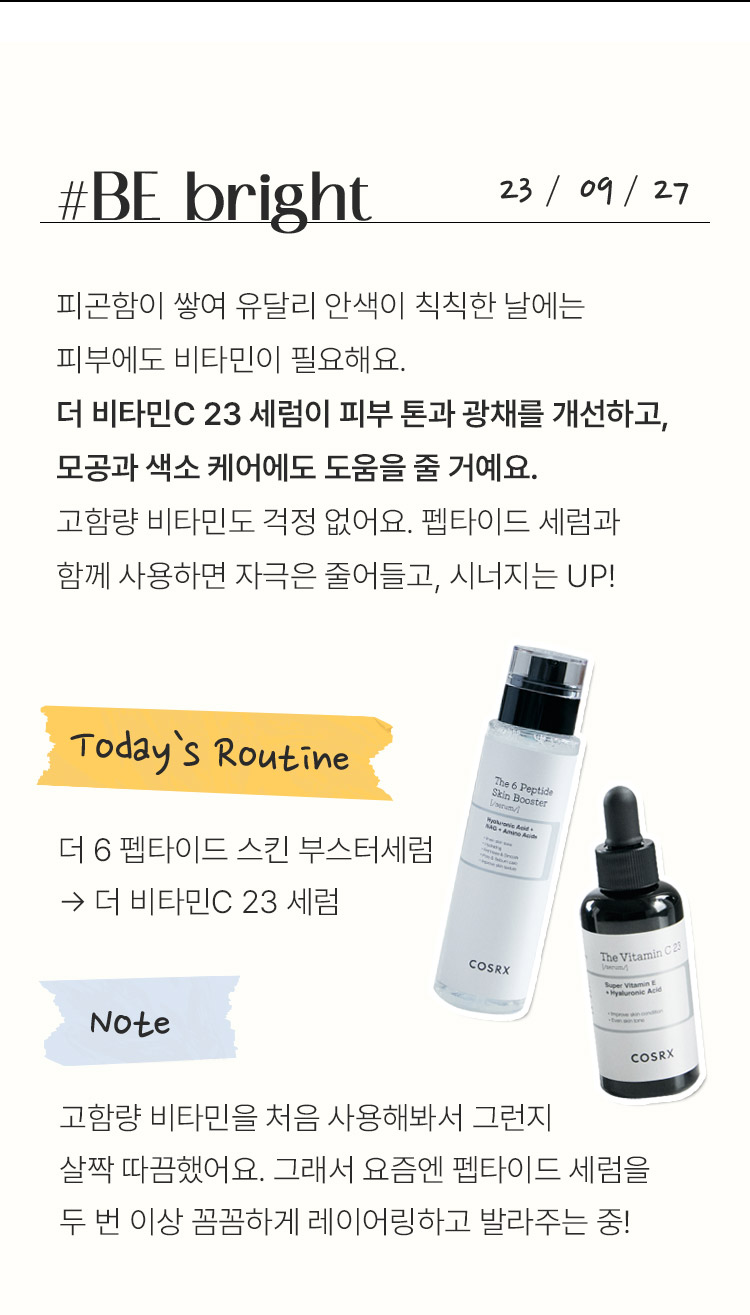 #BE bright
23 / 09 / 27
피곤함이 쌓여 유달리 안색이 칙칙한 날에는
피부에도 비타민이 필요해요.
더 비타민C 23 세럼이 피부 톤과 광채를 개선하고,
모공과 색소 케어에도 도움을 줄 거예요.
고함량 비타민도 걱정 없어요. 펩타이드 세럼과
함께 사용하면 자극은 줄어들고, 시너지는 UP!
Today`s Routine
더 6 펩타이드 스킨 부스터세럼
→ 더 비타민C 23 세럼
The 6 Peptide
Skin Booster
[/serum/]
Hyaluronic Acid +
NAG + Amino Acids
COSRX
The Vitamin C 23
[/serum/]
Super Vitamin E
+ Hyaluronic Acid
• Improve skin condition
• Even skin tone
COSRX
Note
고함량 비타민을 처음 사용해봐서 그런지
살짝 따끔했어요. 그래서 요즘엔 펩타이드 세럼을
두 번 이상 꼼꼼하게 레이어링하고 발라주는 중!